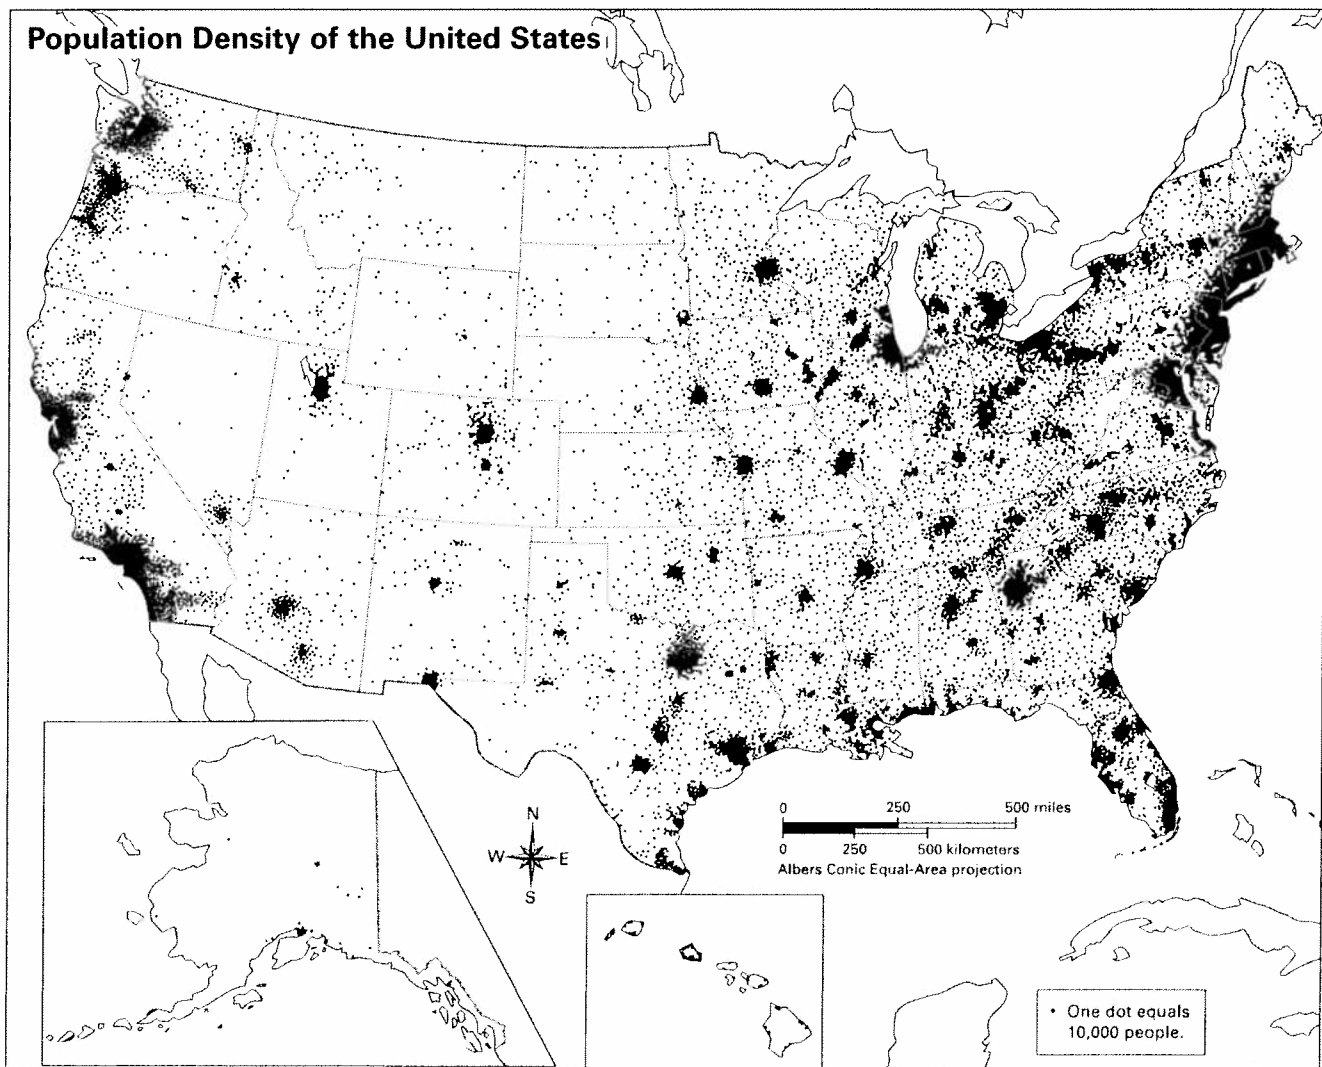 Population Density of the United States
0 250 500 miles
0 250 500 kilometers
Albers Conic Equal-Area projection
N
W E
S
• One dot equals
10,000 people.